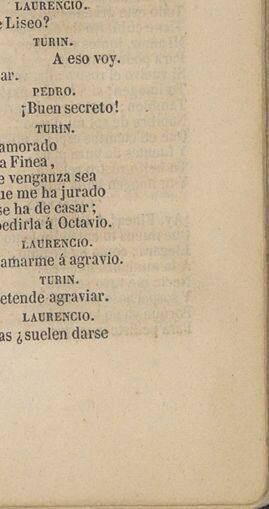 LAURENCIO.
e Liseo?
TURIN.
A eso voy.
ar.
PEDRO.
¡Buen secreto!
TURIN.
amorado
a Finea,
e venganza sea
ue me ha jurado
se ha de casar;
pedirla á Octavio.
LAURENCIO.
amarme á agravio.
TURIN.
etende agraviar.
LAURENCIO.
as ¿suelen darse